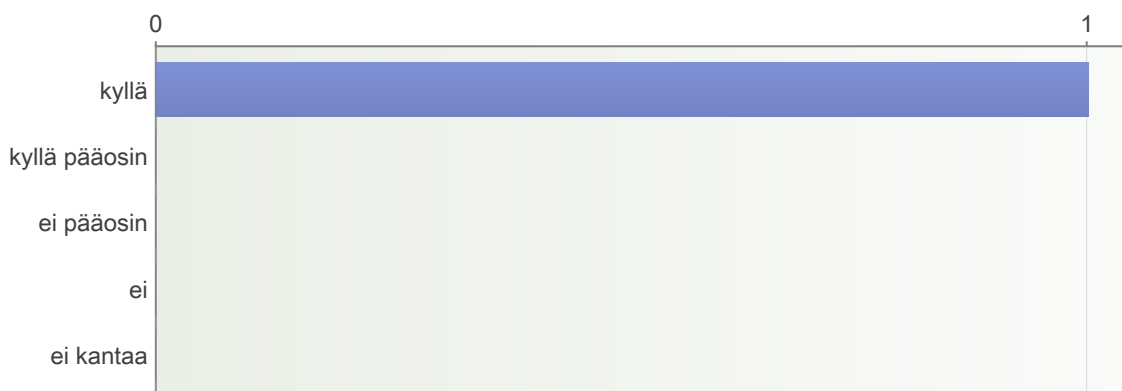 0 1
kyllä
kyllä pääosin
ei pääosin
ei
ei kantaa